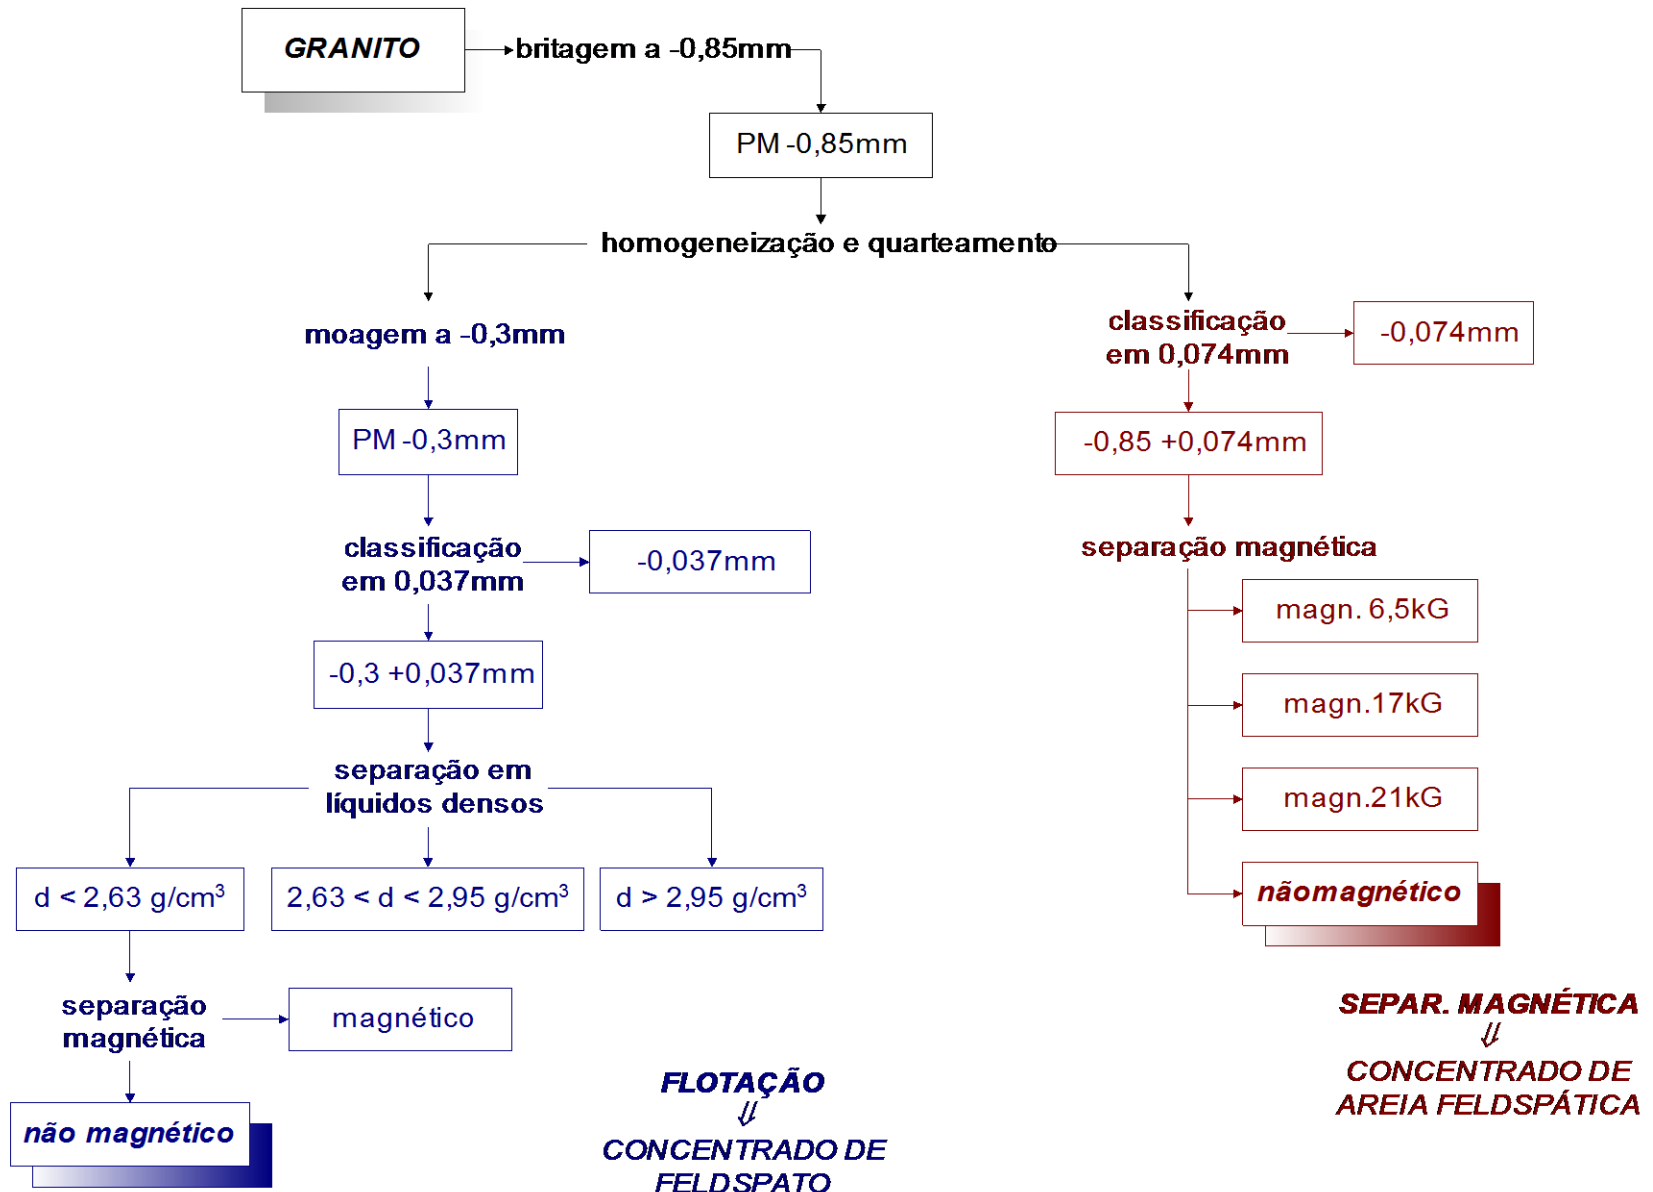 GRANITO
britagem a -0,85mm
PM -0,85mm
homogeneização e quarteamento
moagem a -0,3mm
PM -0,3mm
classificação
em 0,037mm
-0,037mm
-0,3 +0,037mm
separação em
líquidos densos
d < 2,63 g/cm³
2,63 < d < 2,95 g/cm³
d > 2,95 g/cm³
separação
magnética
magnético
não magnético
FLOTAÇÃO
⇓
CONCENTRADO DE
FELDSPATO
classificação
em 0,074mm
-0,074mm
-0,85 +0,074mm
separação magnética
magn. 6,5kG
magn.17kG
magn.21kG
nãomagnético
SEPAR. MAGNÉTICA
⇓
CONCENTRADO DE
AREIA FELDSPÁTICA